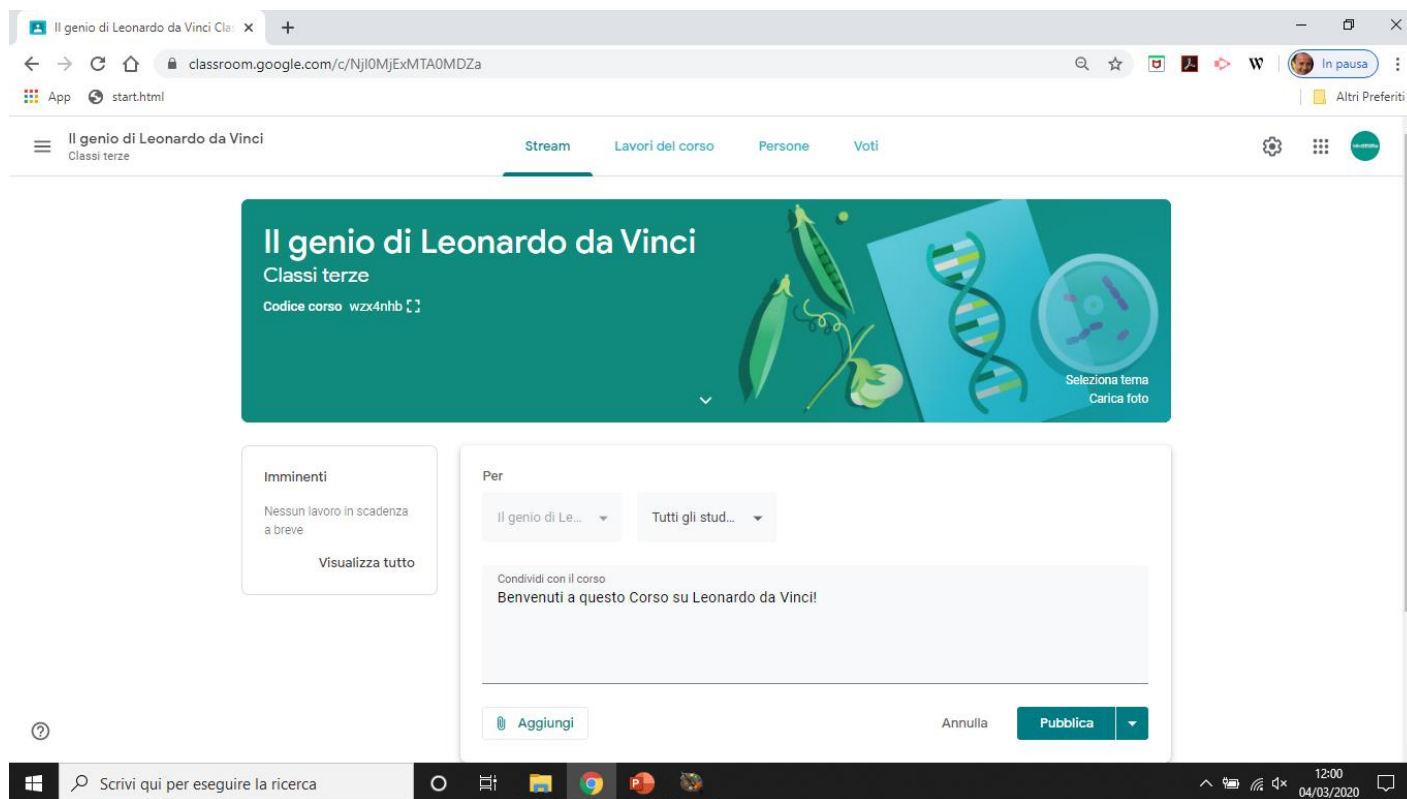 Il genio di Leonardo da Vinci Cla
In pausa
classroom.google.com/c/NjI0MjExMTA0MDZa
App
start.html
Altri Preferiti
Il genio di Leonardo da Vinci
Classi terze
Stream
Lavori del corso
Persone
Voti
Il genio di Leonardo da Vinci
Classi terze
Codice corso wzx4nhb
Seleziona tema
Carica foto
Imminenti
Nessun lavoro in scadenza
a breve
Visualizza tutto
Per
Il genio di Le...
Tutti gli stud...
Condividi con il corso
Benvenuti a questo Corso su Leonardo da Vinci!
Aggiungi
Annulla
Pubblica
Scrivi qui per eseguire la ricerca
12:00
04/03/2020